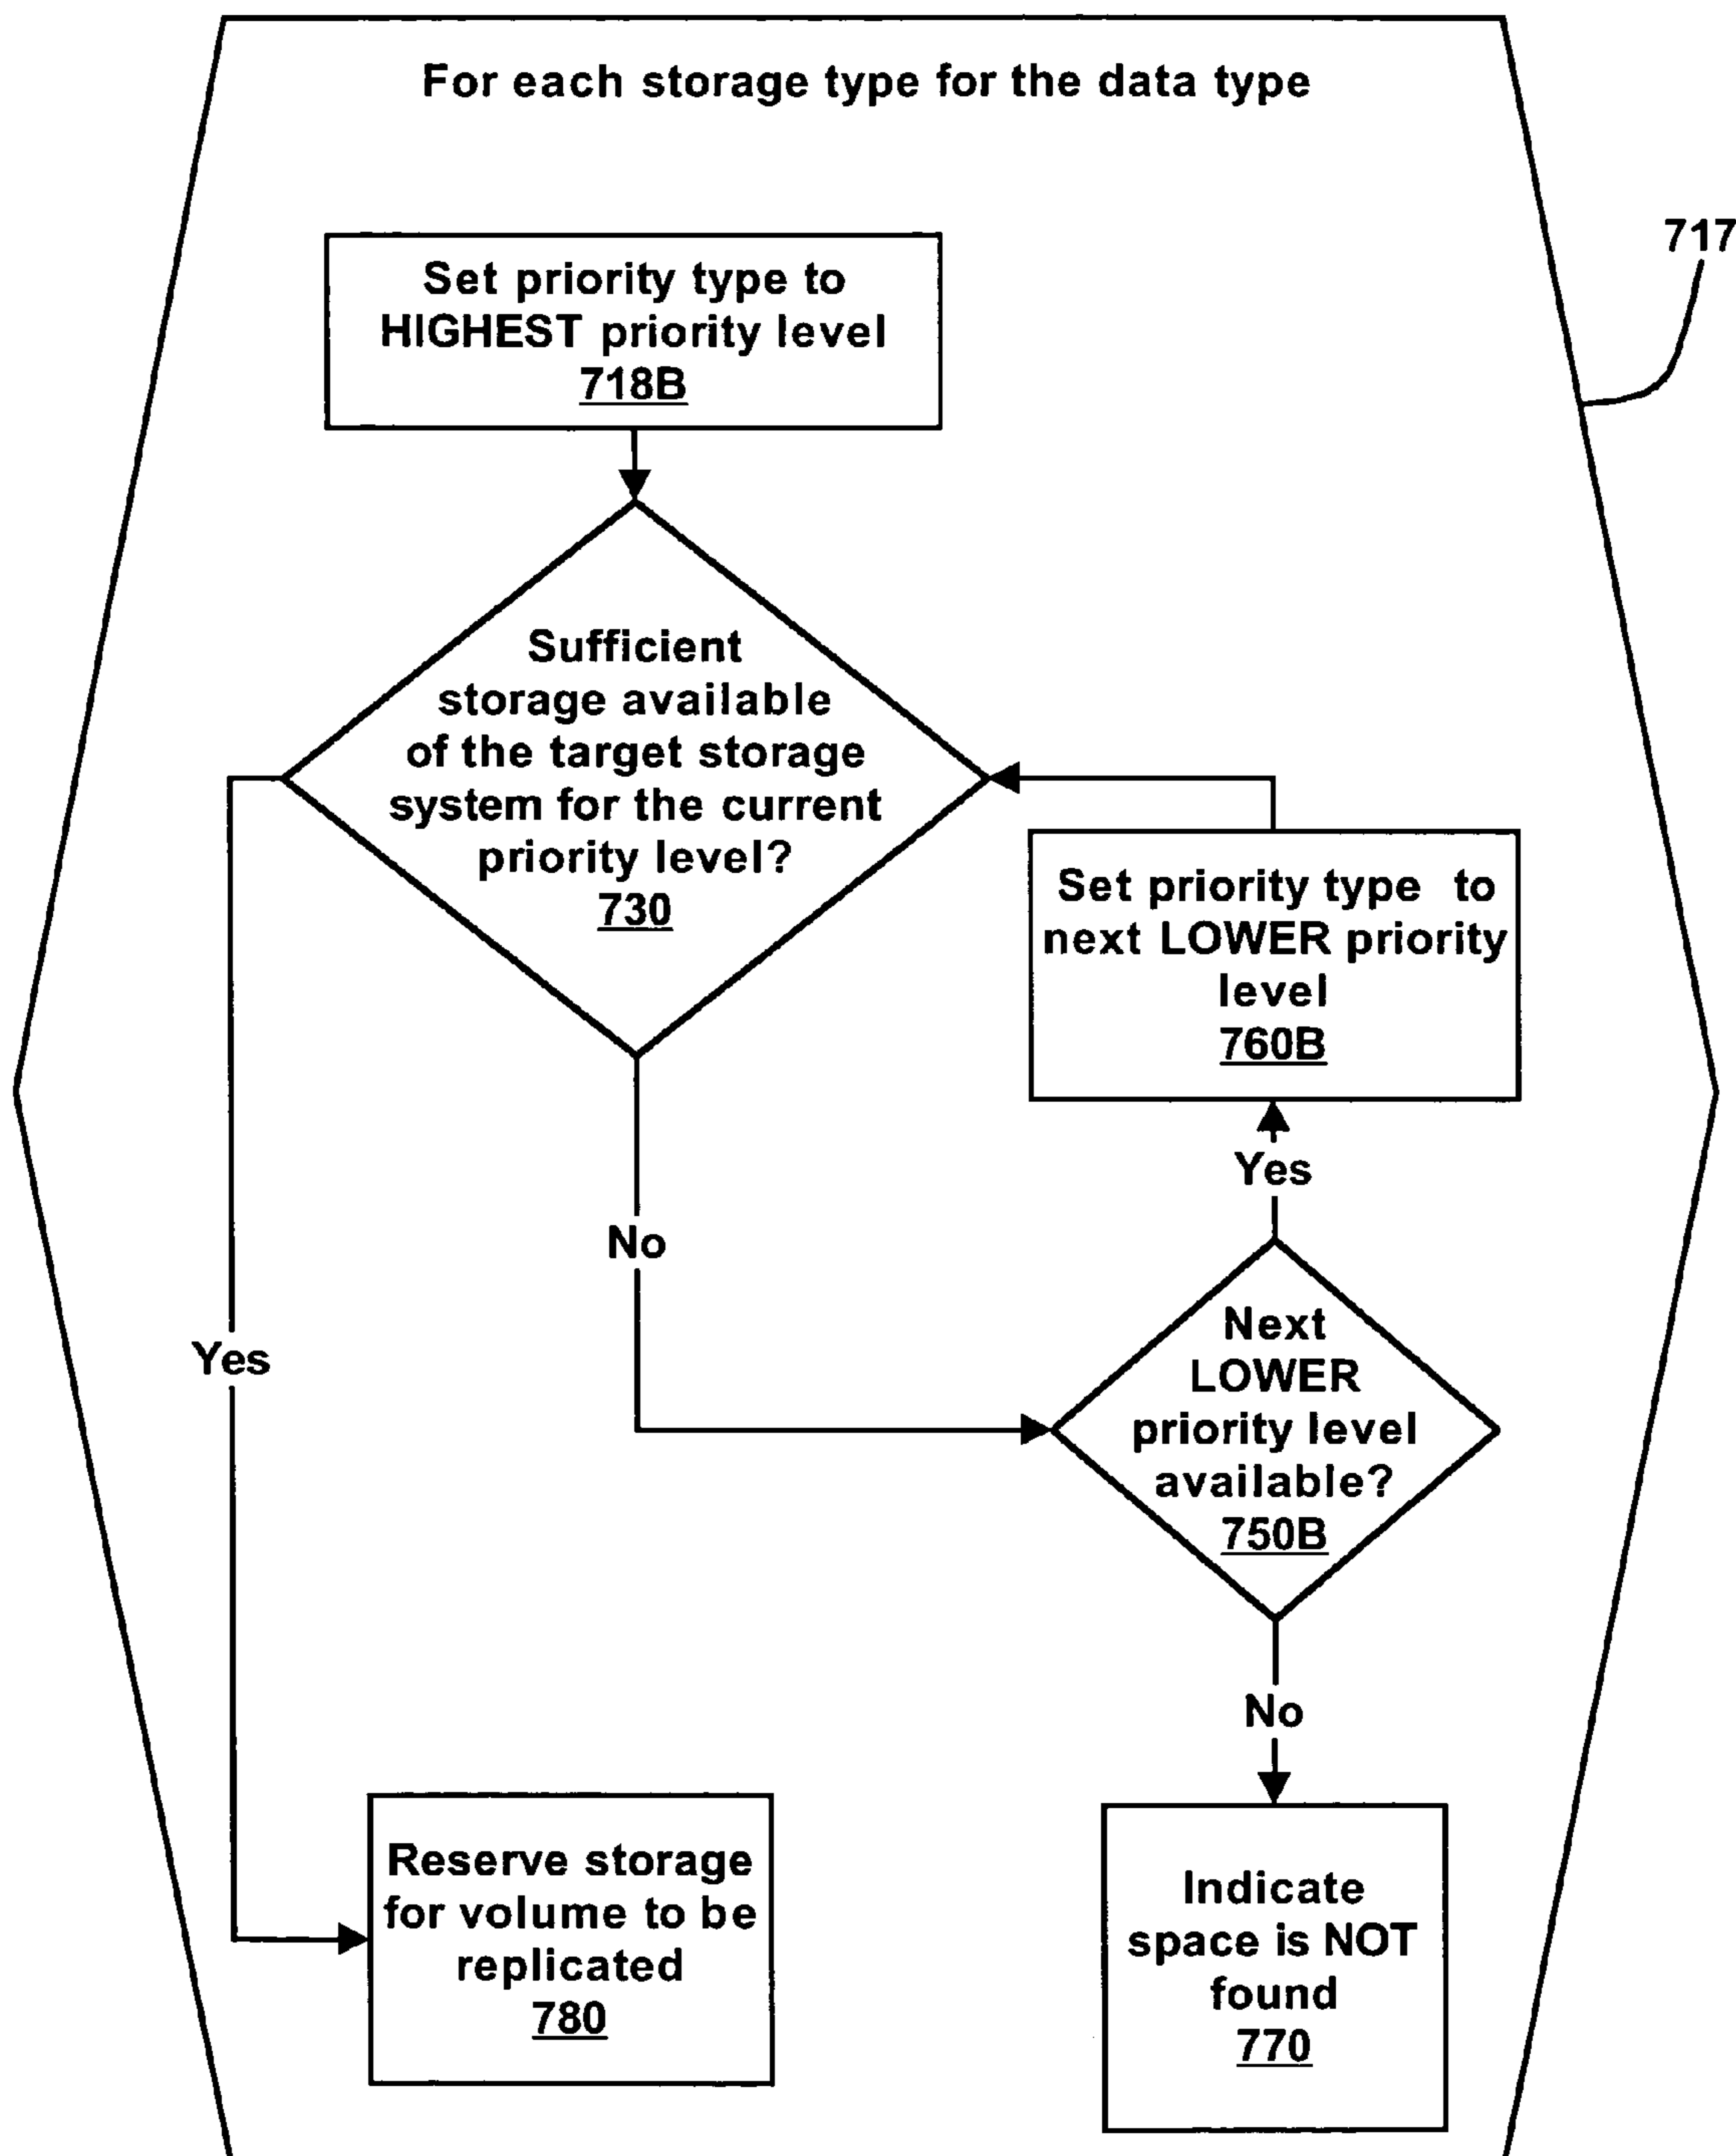 For each storage type for the data type
717
Set priority type to
HIGHEST priority level
718B
Sufficient
storage available
of the target storage
system for the current
priority level?
730
Set priority type to
next LOWER priority
level
760B
Yes
No
Next
LOWER
priority level
available?
750B
Yes
No
Reserve storage
for volume to be
replicated
780
Indicate
space is NOT
found
770